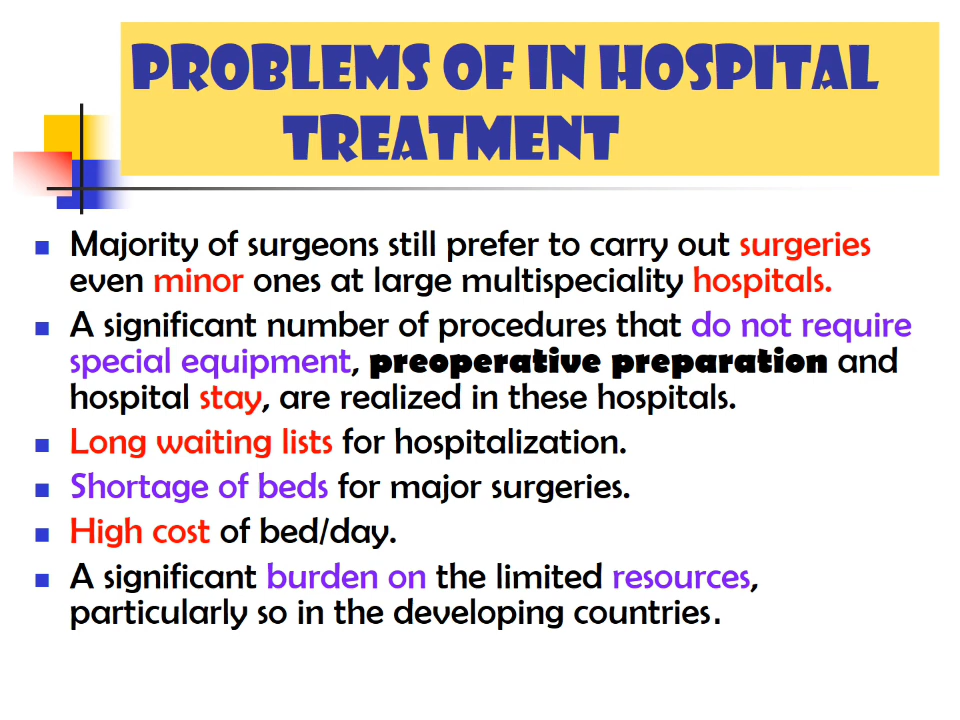 PROBLEMS OF IN HOSPITAL
TREATMENT
Majority of surgeons still prefer to carry out surgeries
even minor ones at large multispeciality hospitals.
A significant number of procedures that do not require
special equipment, preoperative preparation and
hospital stay, are realized in these hospitals.
Long waiting lists for hospitalization.
Shortage of beds for major surgeries.
High cost of bed/day.
A significant burden on the limited resources,
particularly so in the developing countries.